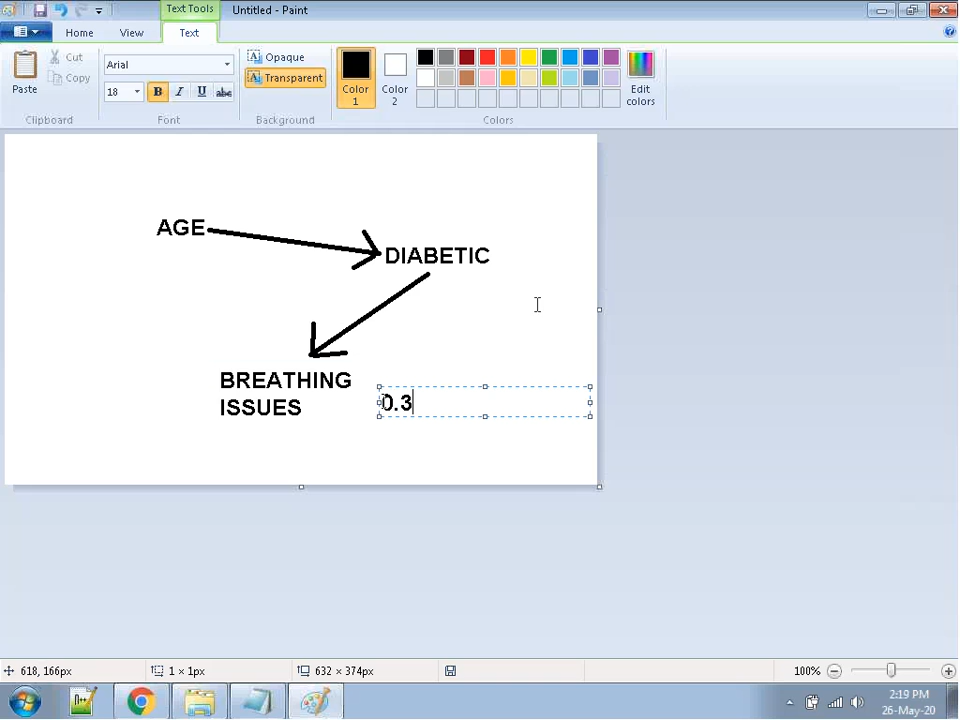 Text Tools
Untitled - Paint
Home
View
Text
Paste
Cut
Copy
Clipboard
Arial
18
B
I
U
abc
Font
Opaque
Transparent
Background
Color
1
Color
2
Colors
Edit
colors
AGE
DIABETIC
BREATHING
ISSUES
0.3
618, 166px
1 × 1px
632 × 374px
100%
2:19 PM
26-May-20